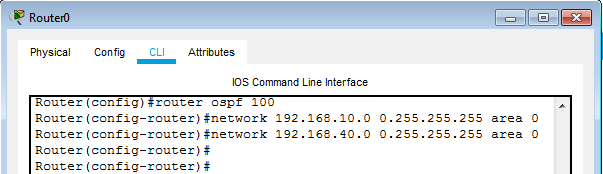 Router0
Physical Config CLI Attributes
IOS Command Line Interface
Router(config)#router ospf 100
Router(config-router)#network 192.168.10.0 0.255.255.255 area 0
Router(config-router)#network 192.168.40.0 0.255.255.255 area 0
Router(config-router)#
Router(config-router)#